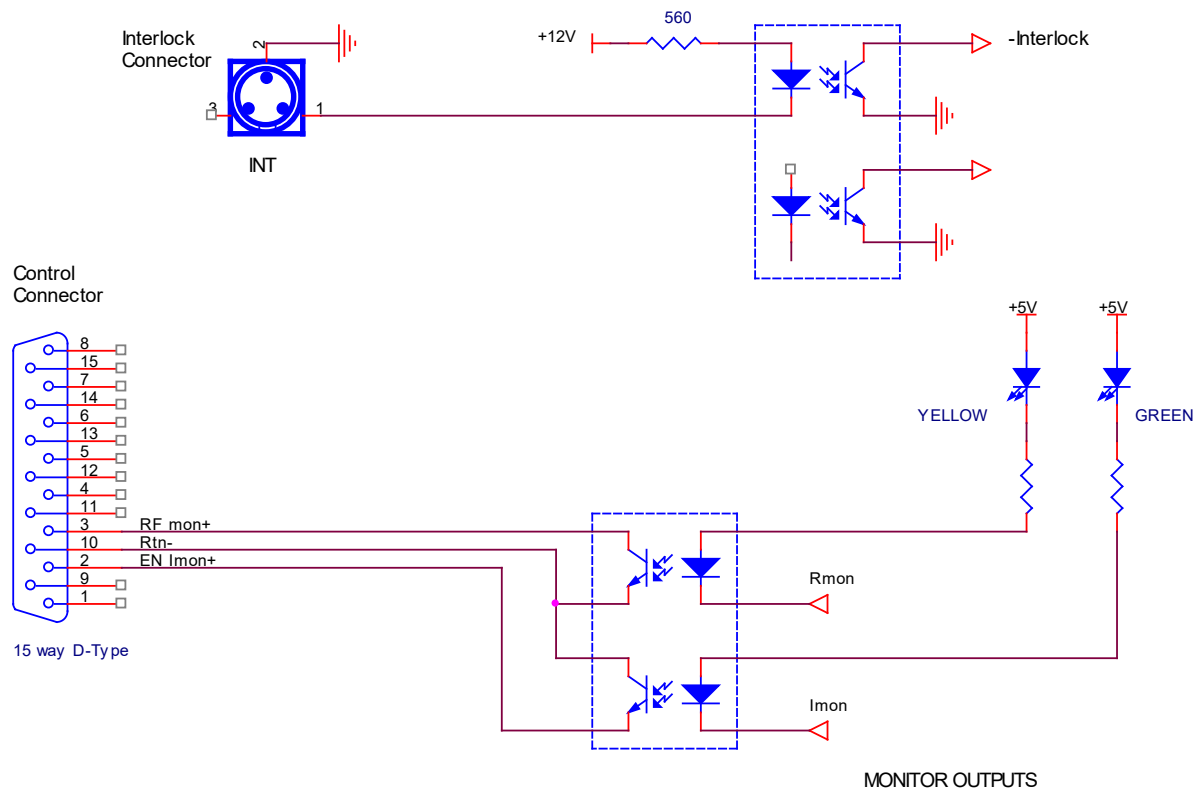 560
Interlock
Connector
2
+12V
-Interlock
3
1
INT
Control
Connector
+5V
+5V
8
15
7
14
6
13
5
12
4
11
3
10
2
9
1
YELLOW
GREEN
RF mon+
Rtn-
EN Imon+
Rmon
15 way D-Type
Imon
MONITOR OUTPUTS